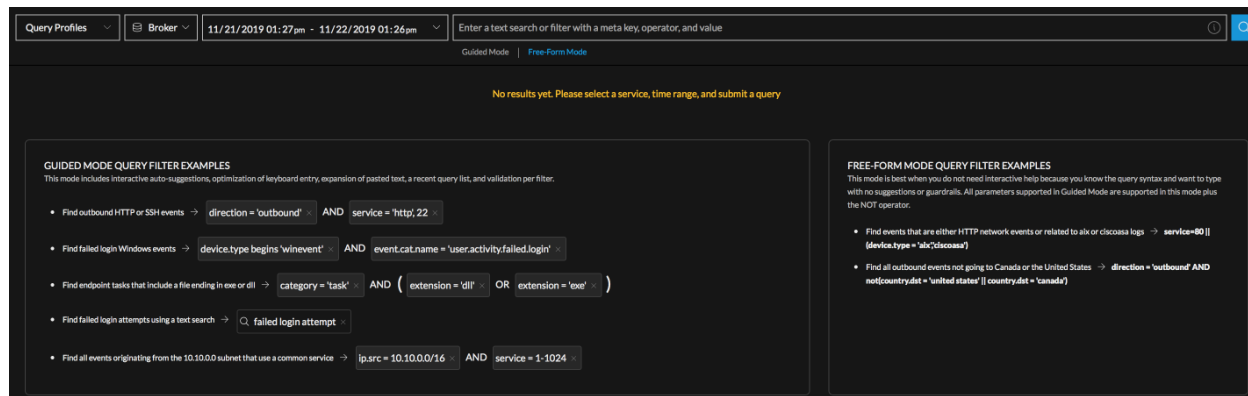 Query Profiles
Broker
11/21/2019 01:27pm - 11/22/2019 01:26pm
Enter a text search or filter with a meta key, operator, and value
Guided Mode | Free-Form Mode
No results yet. Please select a service, time range, and submit a query
GUIDED MODE QUERY FILTER EXAMPLES
This mode includes interactive auto-suggestions, optimization of keyboard entry, expansion of pasted text, a recent query list, and validation per filter.
• Find outbound HTTP or SSH events → direction = 'outbound' × AND service = 'http', 22 ×
• Find failed login Windows events → device.type begins 'winevent' × AND event.cat.name = 'user.activity.failed.login' ×
• Find endpoint tasks that include a file ending in exe or dll → category = 'task' × AND ( extension = 'dll' × OR extension = 'exe' × )
• Find failed login attempts using a text search → failed login attempt ×
• Find all events originating from the 10.10.0.0 subnet that use a common service → ip.src = 10.10.0.0/16 × AND service = 1-1024 ×
FREE-FORM MODE QUERY FILTER EXAMPLES
This mode is best when you do not need interactive help because you know the query syntax and want to type
with no suggestions or guardrails. All parameters supported in Guided Mode are supported in this mode plus
the NOT operator.
• Find events that are either HTTP network events or related to aix or ciscoasa logs → service=80 ||
(device.type = 'aix','ciscoasa')
• Find all outbound events not going to Canada or the United States → direction = 'outbound' AND
not(country.dst = 'united states' || country.dst = 'canada')